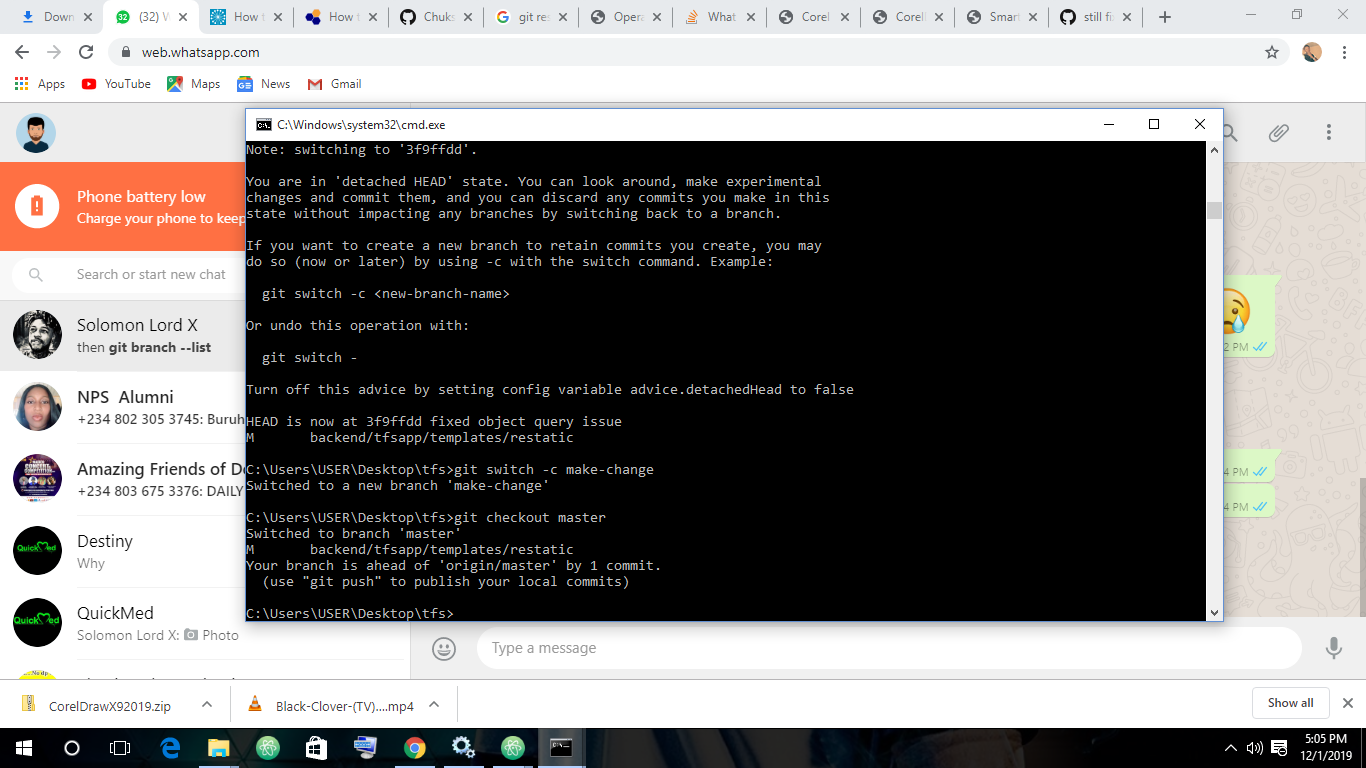 Down
32
(32) W
How t
How t
Chuks
git res
Opera
What
Corel
Corell
Smart
still fi
web.whatsapp.com
Apps
YouTube
Maps
News
Gmail
C:\Windows\system32\cmd.exe
Note: switching to '3f9ffdd'.
You are in 'detached HEAD' state. You can look around, make experimental
changes and commit them, and you can discard any commits you make in this
state without impacting any branches by switching back to a branch.
If you want to create a new branch to retain commits you create, you may
do so (now or later) by using -c with the switch command. Example:
git switch -c <new-branch-name>
Or undo this operation with:
git switch -
Turn off this advice by setting config variable advice.detachedHead to false
HEAD is now at 3f9ffdd fixed object query issue
M backend/tfsapp/templates/restatic
C:\Users\USER\Desktop\tfs>git switch -c make-change
Switched to a new branch 'make-change'
C:\Users\USER\Desktop\tfs>git checkout master
Switched to branch 'master'
M backend/tfsapp/templates/restatic
Your branch is ahead of 'origin/master' by 1 commit.
(use "git push" to publish your local commits)
C:\Users\USER\Desktop\tfs>
Phone battery low
Charge your phone to keep
Search or start new chat
Solomon Lord X
then git branch --list
NPS Alumni
+234 802 305 3745: Buruh
Amazing Friends of De
+234 803 675 3376: DAILY
QuickMed
Destiny
Why
QuickMed
QuickMed
Solomon Lord X: Photo
No dp
2 PM
4 PM
4 PM
Type a message
CorelDrawX92019.zip
Black-Clover-(TV)....mp4
Show all
5:05 PM
12/1/2019